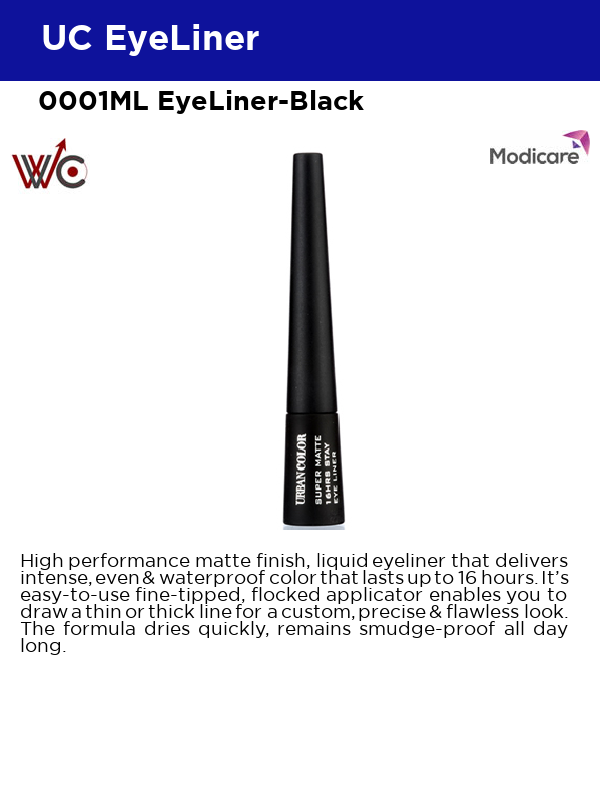 UC EyeLiner
0001ML EyeLiner-Black
WC
Modicare
URBAN COLOR
SUPER MATTE
16HRS STAY
EYE LINER
High performance matte finish, liquid eyeliner that delivers
intense, even & waterproof color that lasts up to 16 hours. It's
easy-to-use fine-tipped, flocked applicator enables you to
draw a thin or thick line for a custom, precise & flawless look.
The formula dries quickly, remains smudge-proof all day
long.